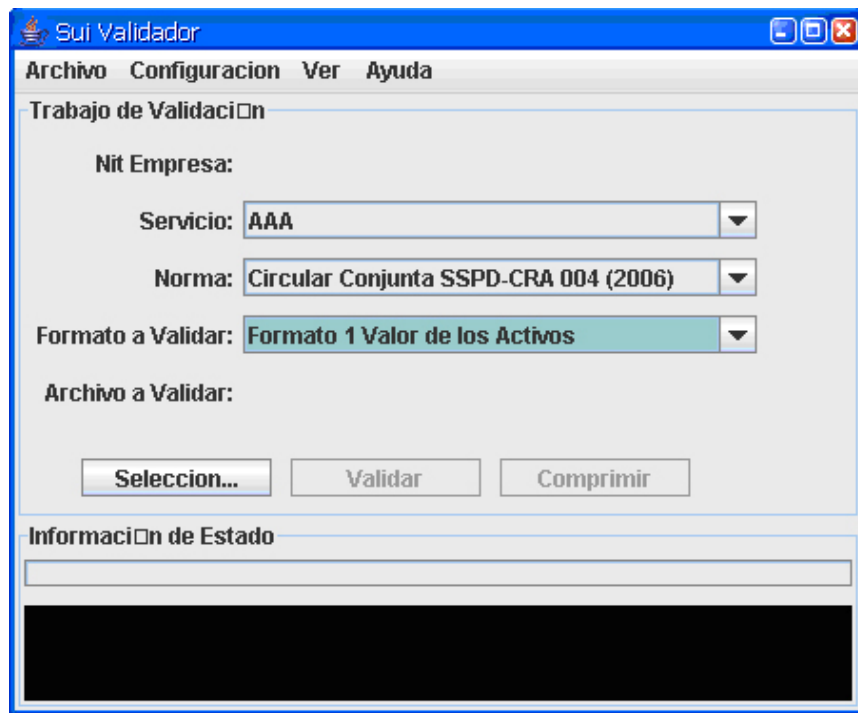 Sui Validador
Archivo Configuracion Ver Ayuda
Trabajo de Validaci□n
Nit Empresa:
Servicio: AAA
Norma: Circular Conjunta SSPD-CRA 004 (2006)
Formato a Validar: Formato 1 Valor de los Activos
Archivo a Validar:
Seleccion... Validar Comprimir
Informaci□n de Estado